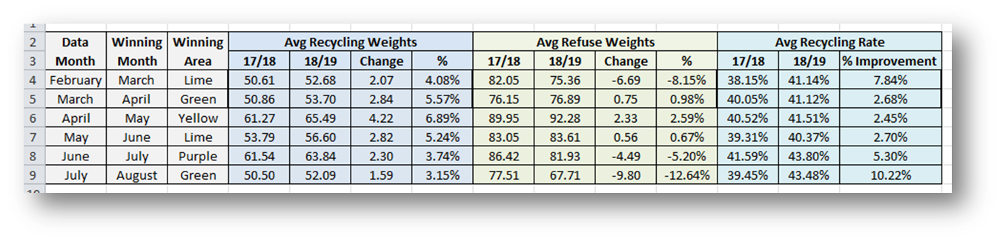 2 Data Winning Winning Avg Recycling Weights Avg Refuse Weights Avg Recycling Rate
3 Month Month Area 17/18 18/19 Change % 17/18 18/19 Change % 17/18 18/19 % Improvement
4 February March Lime 50.61 52.68 2.07 4.08% 82.05 75.36 -6.69 -8.15% 38.15% 41.14% 7.84%
5 March April Green 50.86 53.70 2.84 5.57% 76.15 76.89 0.75 0.98% 40.05% 41.12% 2.68%
6 April May Yellow 61.27 65.49 4.22 6.89% 89.95 92.28 2.33 2.59% 40.52% 41.51% 2.45%
7 May June Lime 53.79 56.60 2.82 5.24% 83.05 83.61 0.56 0.67% 39.31% 40.37% 2.70%
8 June July Purple 61.54 63.84 2.30 3.74% 86.42 81.93 -4.49 -5.20% 41.59% 43.80% 5.30%
9 July August Green 50.50 52.09 1.59 3.15% 77.51 67.71 -9.80 -12.64% 39.45% 43.48% 10.22%